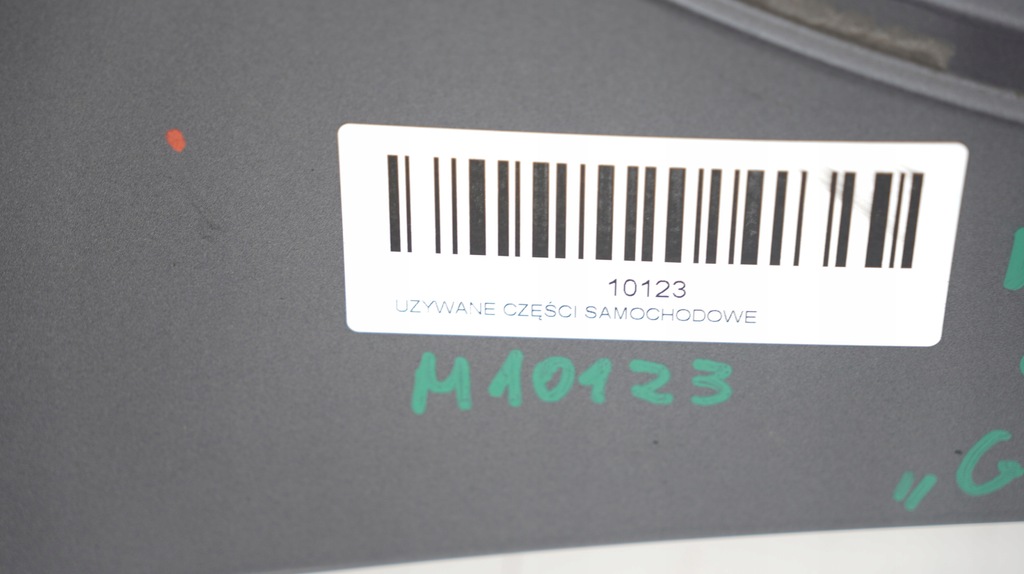 10123
UZYWANE CZĘŚCI SAMOCHODOWE
M10123
„G